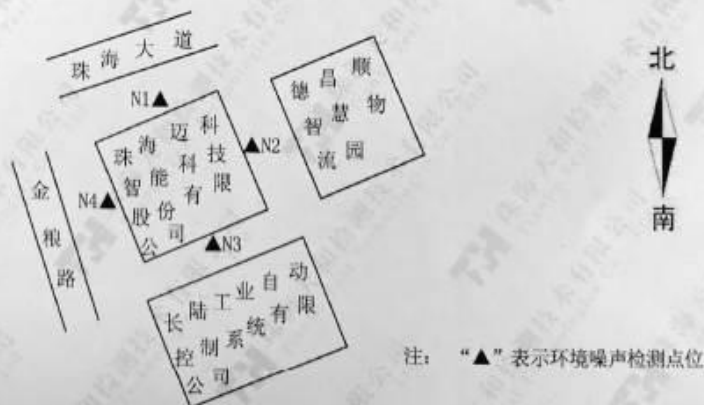 珠海大道
北
N1▲
德昌顺
智慧物
流园
珠海迈科
智能科技
股份有限
公司
▲N2
金粮路
N4▲
南
▲N3
长陆工业自动
控制系统有限
公司
注： “▲”表示环境噪声检测点位